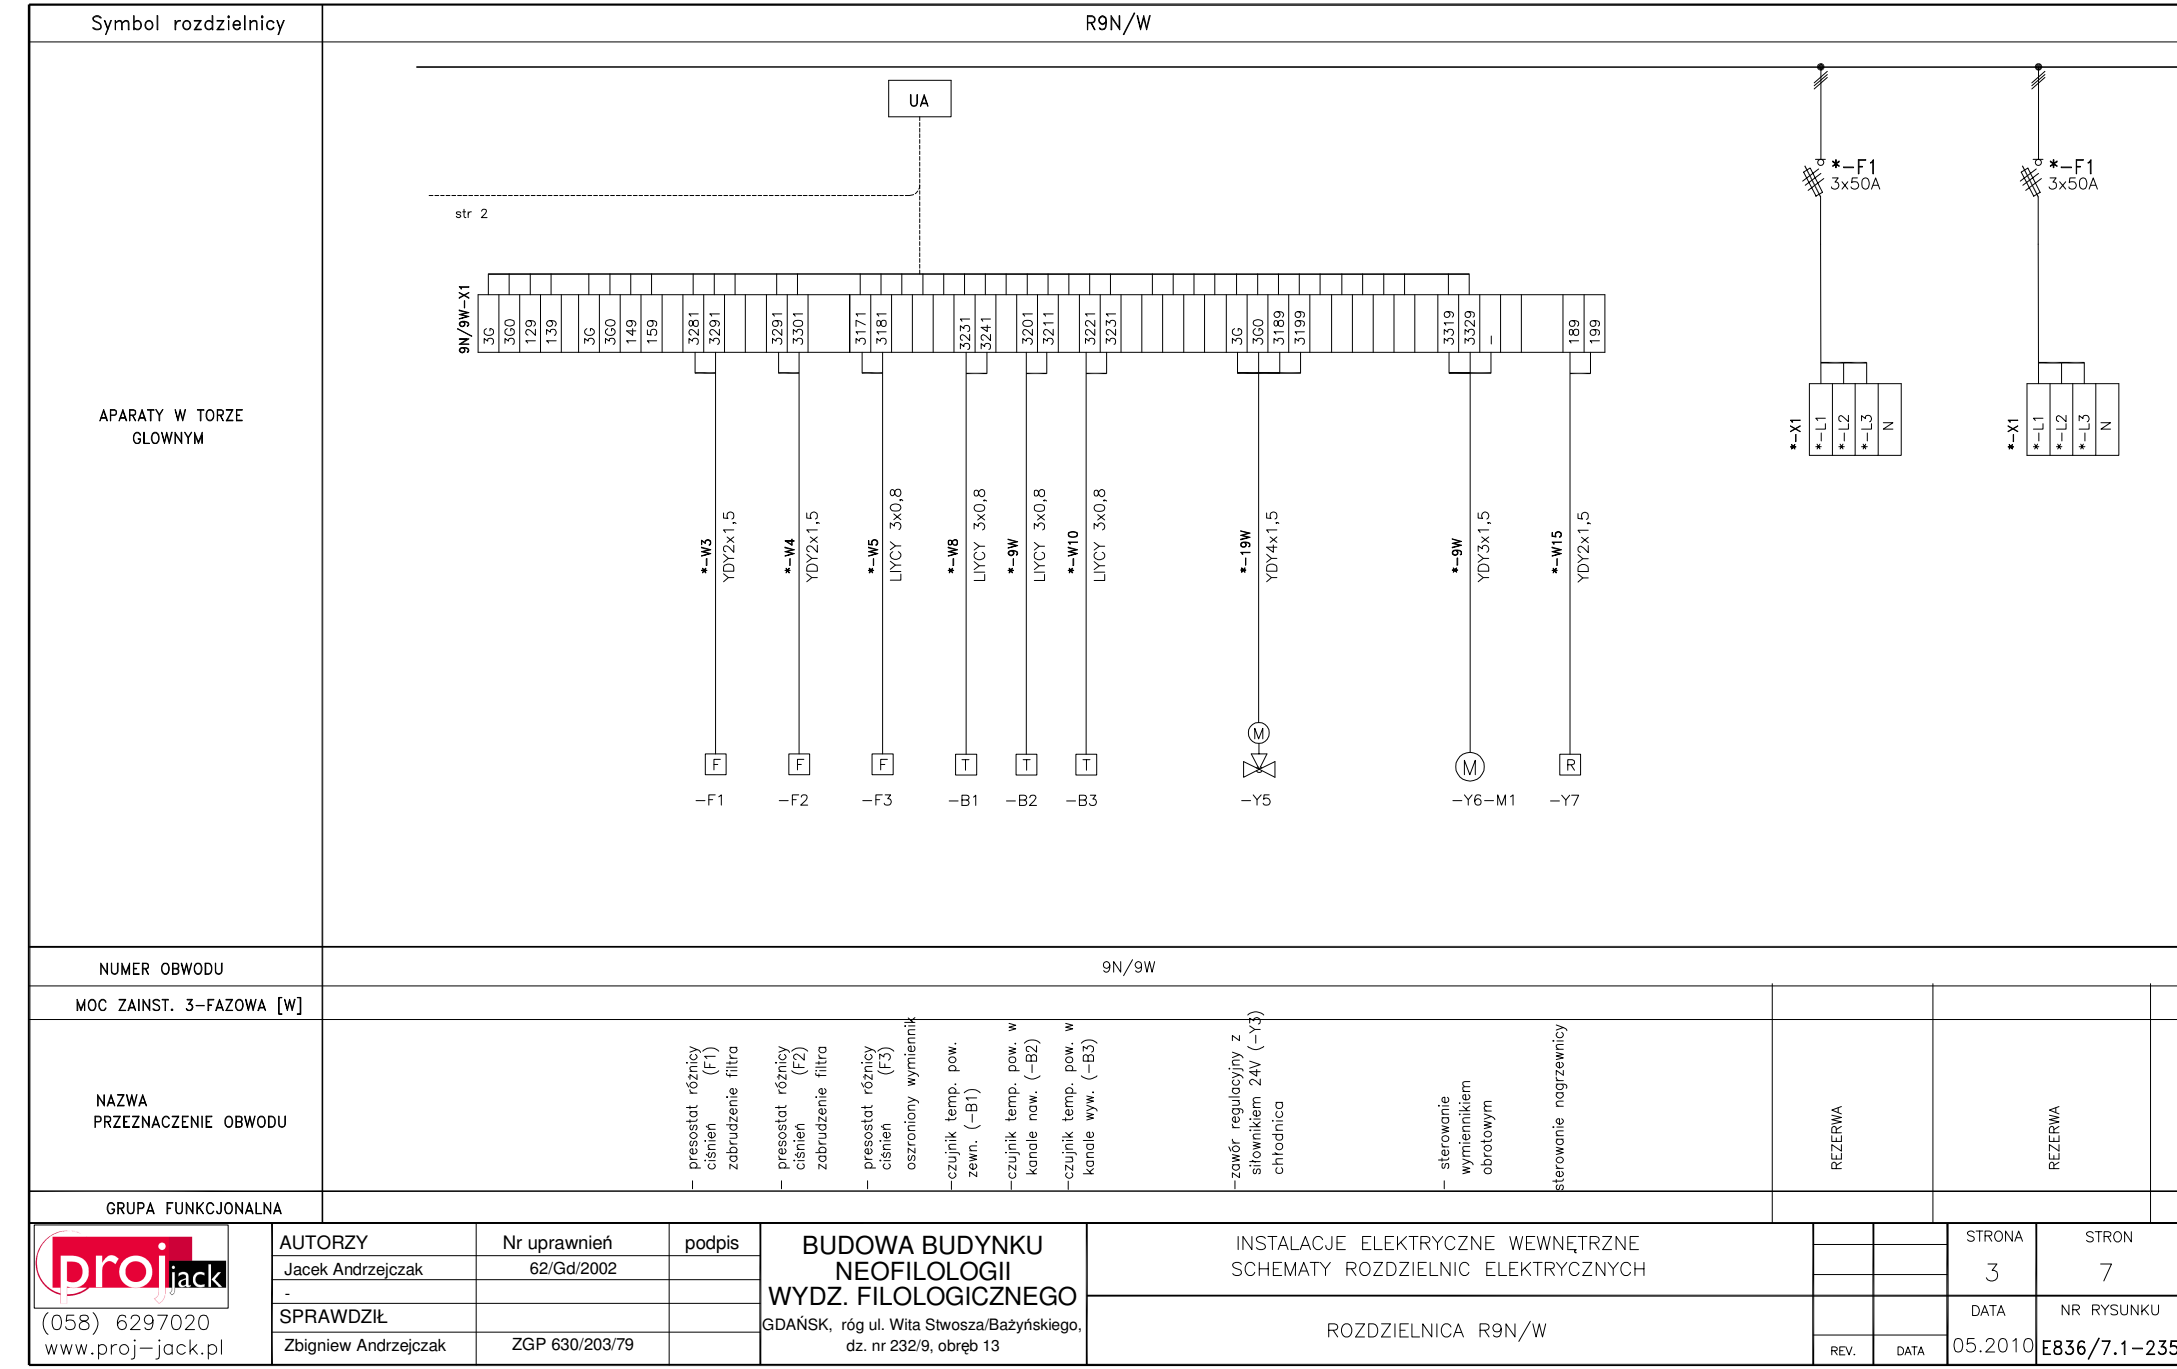 Symbol rozdzielnicy
R9N/W
UA
str 2
*-F1
3x50A
*-F1
3x50A
APARATY W TORZE
GLOWNYM
9N/9W-X1
3G
3G0
129
139
3G
3G0
149
159
3281
3291
3291
3301
3171
3181
3231
3241
3201
3211
3221
3231
3G
3G0
3189
3199
3319
3329
-
189
199
*-X1
*-L1
*-L2
*-L3
N
*-X1
*-L1
*-L2
*-L3
N
*-W3
YDY2x1,5
*-W4
YDY2x1,5
*-W5
LIYCY 3x0,8
*-W8
LIYCY 3x0,8
*-9W
LIYCY 3x0,8
*-W10
LIYCY 3x0,8
*-19W
YDY4x1,5
*-9W
YDY3x1,5
*-W15
YDY2x1,5
M
F
F
F
T
T
T
M
R
-F1
-F2
-F3
-B1
-B2
-B3
-Y5
-Y6-M1
-Y7
NUMER OBWODU
9N/9W
MOC ZAINST. 3-FAZOWA [W]
NAZWA
PRZEZNACZENIE OBWODU
- presostat różnicy
ciśnień (F1)
zabrudzenie filtra
- presostat różnicy
ciśnień (F2)
zabrudzenie filtra
- presostat różnicy
ciśnień (F3)
oszroniony wymiennik
-czujnik temp. pow.
zewn. (-B1)
-czujnik temp. pow. w
kanale naw. (-B2)
-czujnik temp. pow. w
kanale wyw. (-B3)
-zawór regulacyjny z
siłownikiem 24V (-Y3)
chłodnica
- sterowanie
wymiennikiem
obrotowym
sterowanie nagrzewnicy
REZERWA
REZERWA
GRUPA FUNKCJONALNA
projjack
(058) 6297020
www.proj-jack.pl
AUTORZY
Nr uprawnień
podpis
Jacek Andrzejczak
62/Gd/2002
-
SPRAWDZIŁ
Zbigniew Andrzejczak
ZGP 630/203/79
BUDOWA BUDYNKU
NEOFILOLOGII
WYDZ. FILOLOGICZNEGO
GDAŃSK, róg ul. Wita Stwosza/Bażyńskiego,
dz. nr 232/9, obręb 13
INSTALACJE ELEKTRYCZNE WEWNĘTRZNE
SCHEMATY ROZDZIELNIC ELEKTRYCZNYCH
ROZDZIELNICA R9N/W
REV.
DATA
STRONA
3
STRON
7
DATA
05.2010
NR RYSUNKU
E836/7.1-235